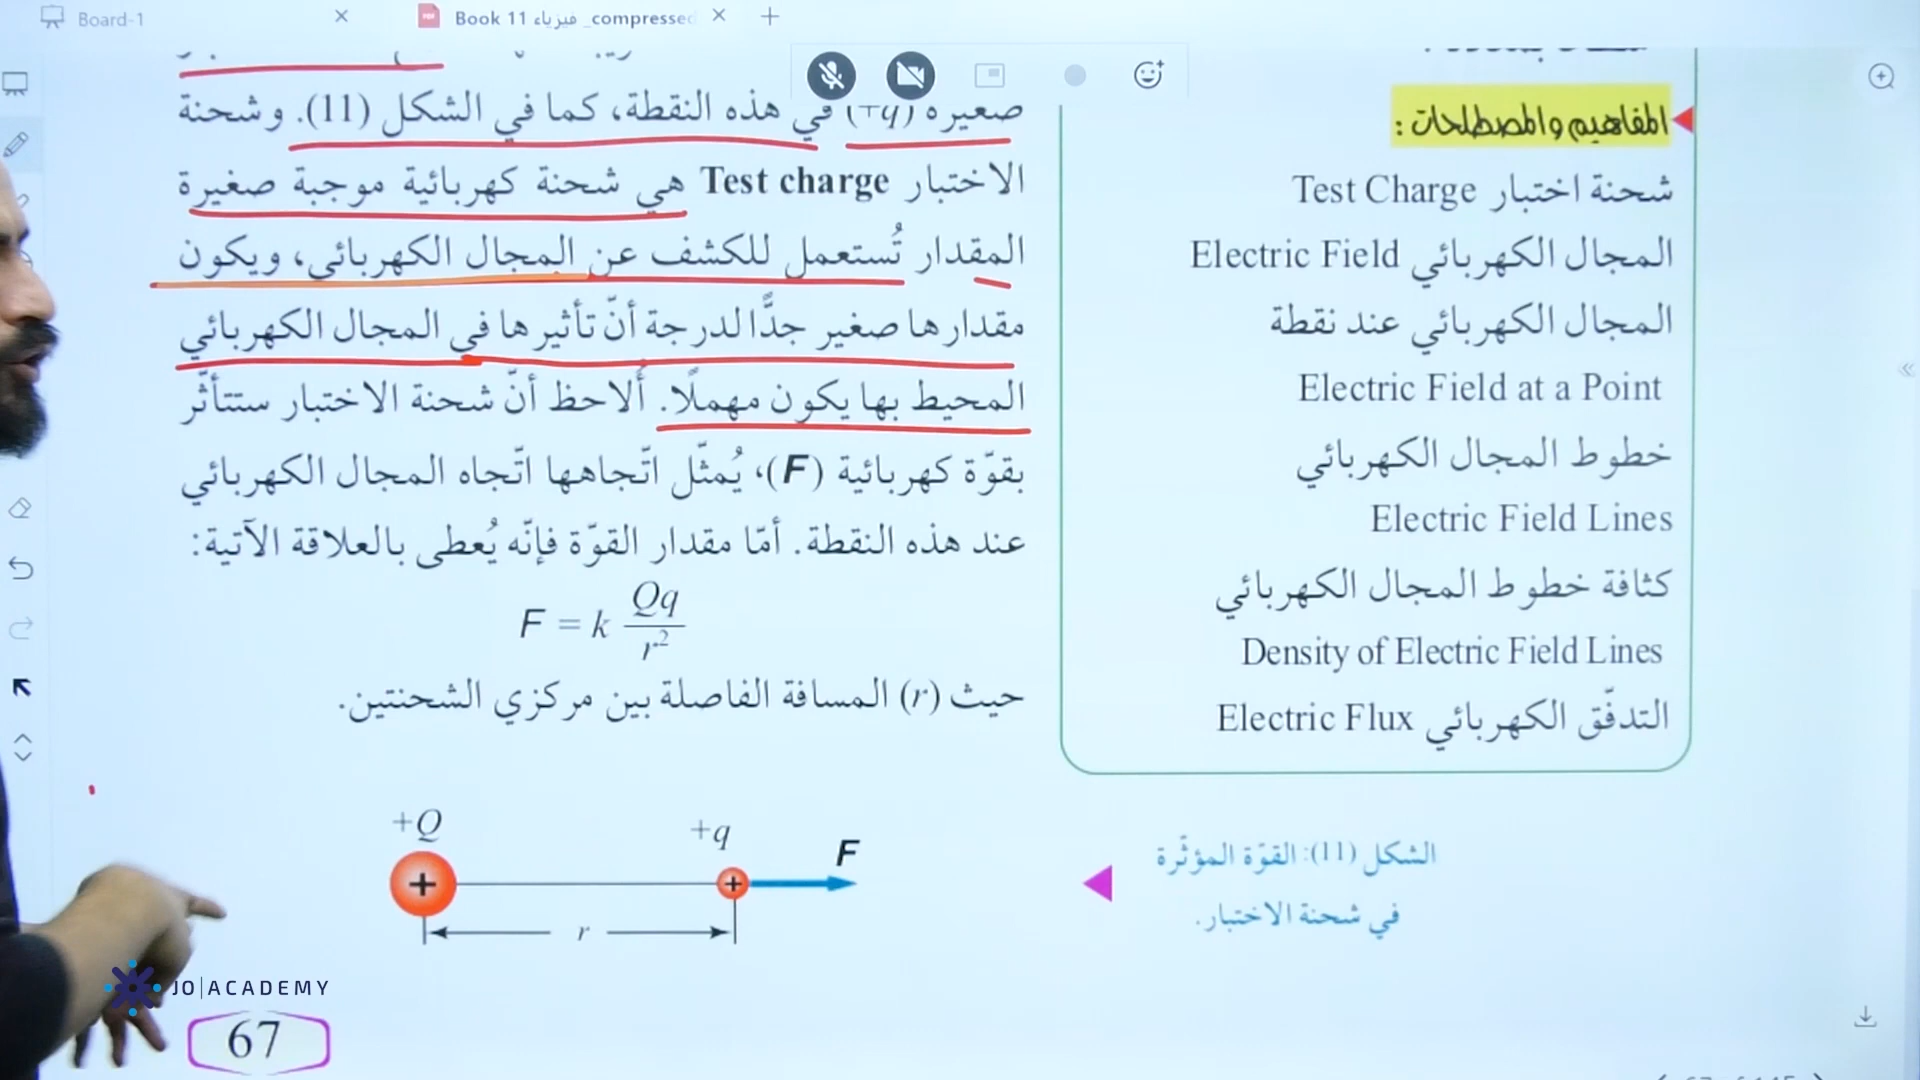 Board-1
Book 11 فيزياء _compressed
صغيره (+q) في هذه النقطة، كما في الشكل (11). وشحنة
الاختبار Test charge هي شحنة كهربائية موجبة صغيرة
المقدار تُستعمل للكشف عن المجال الكهربائي، ويكون
مقدارها صغير جدًّا لدرجة أنّ تأثيرها في المجال الكهربائي
المحيط بها يكون مهملًا. أُلاحظ أنّ شحنة الاختبار ستتأثّر
بقوّة كهربائية (F)، يُمثّل اتّجاهها اتّجاه المجال الكهربائي
عند هذه النقطة. أمّا مقدار القوّة فإنّه يُعطى بالعلاقة الآتية:
F = k Qq/r²
حيث (r) المسافة الفاصلة بين مركزي الشحنتين.
المفاهيم والمصطلحات :
شحنة اختبار Test Charge
المجال الكهربائي Electric Field
المجال الكهربائي عند نقطة
Electric Field at a Point
خطوط المجال الكهربائي
Electric Field Lines
كثافة خطوط المجال الكهربائي
Density of Electric Field Lines
التدفّق الكهربائي Electric Flux
+Q
+q
F
+
+
r
الشكل (11): القوّة المؤثّرة
في شحنة الاختبار.
JO|ACADEMY
67